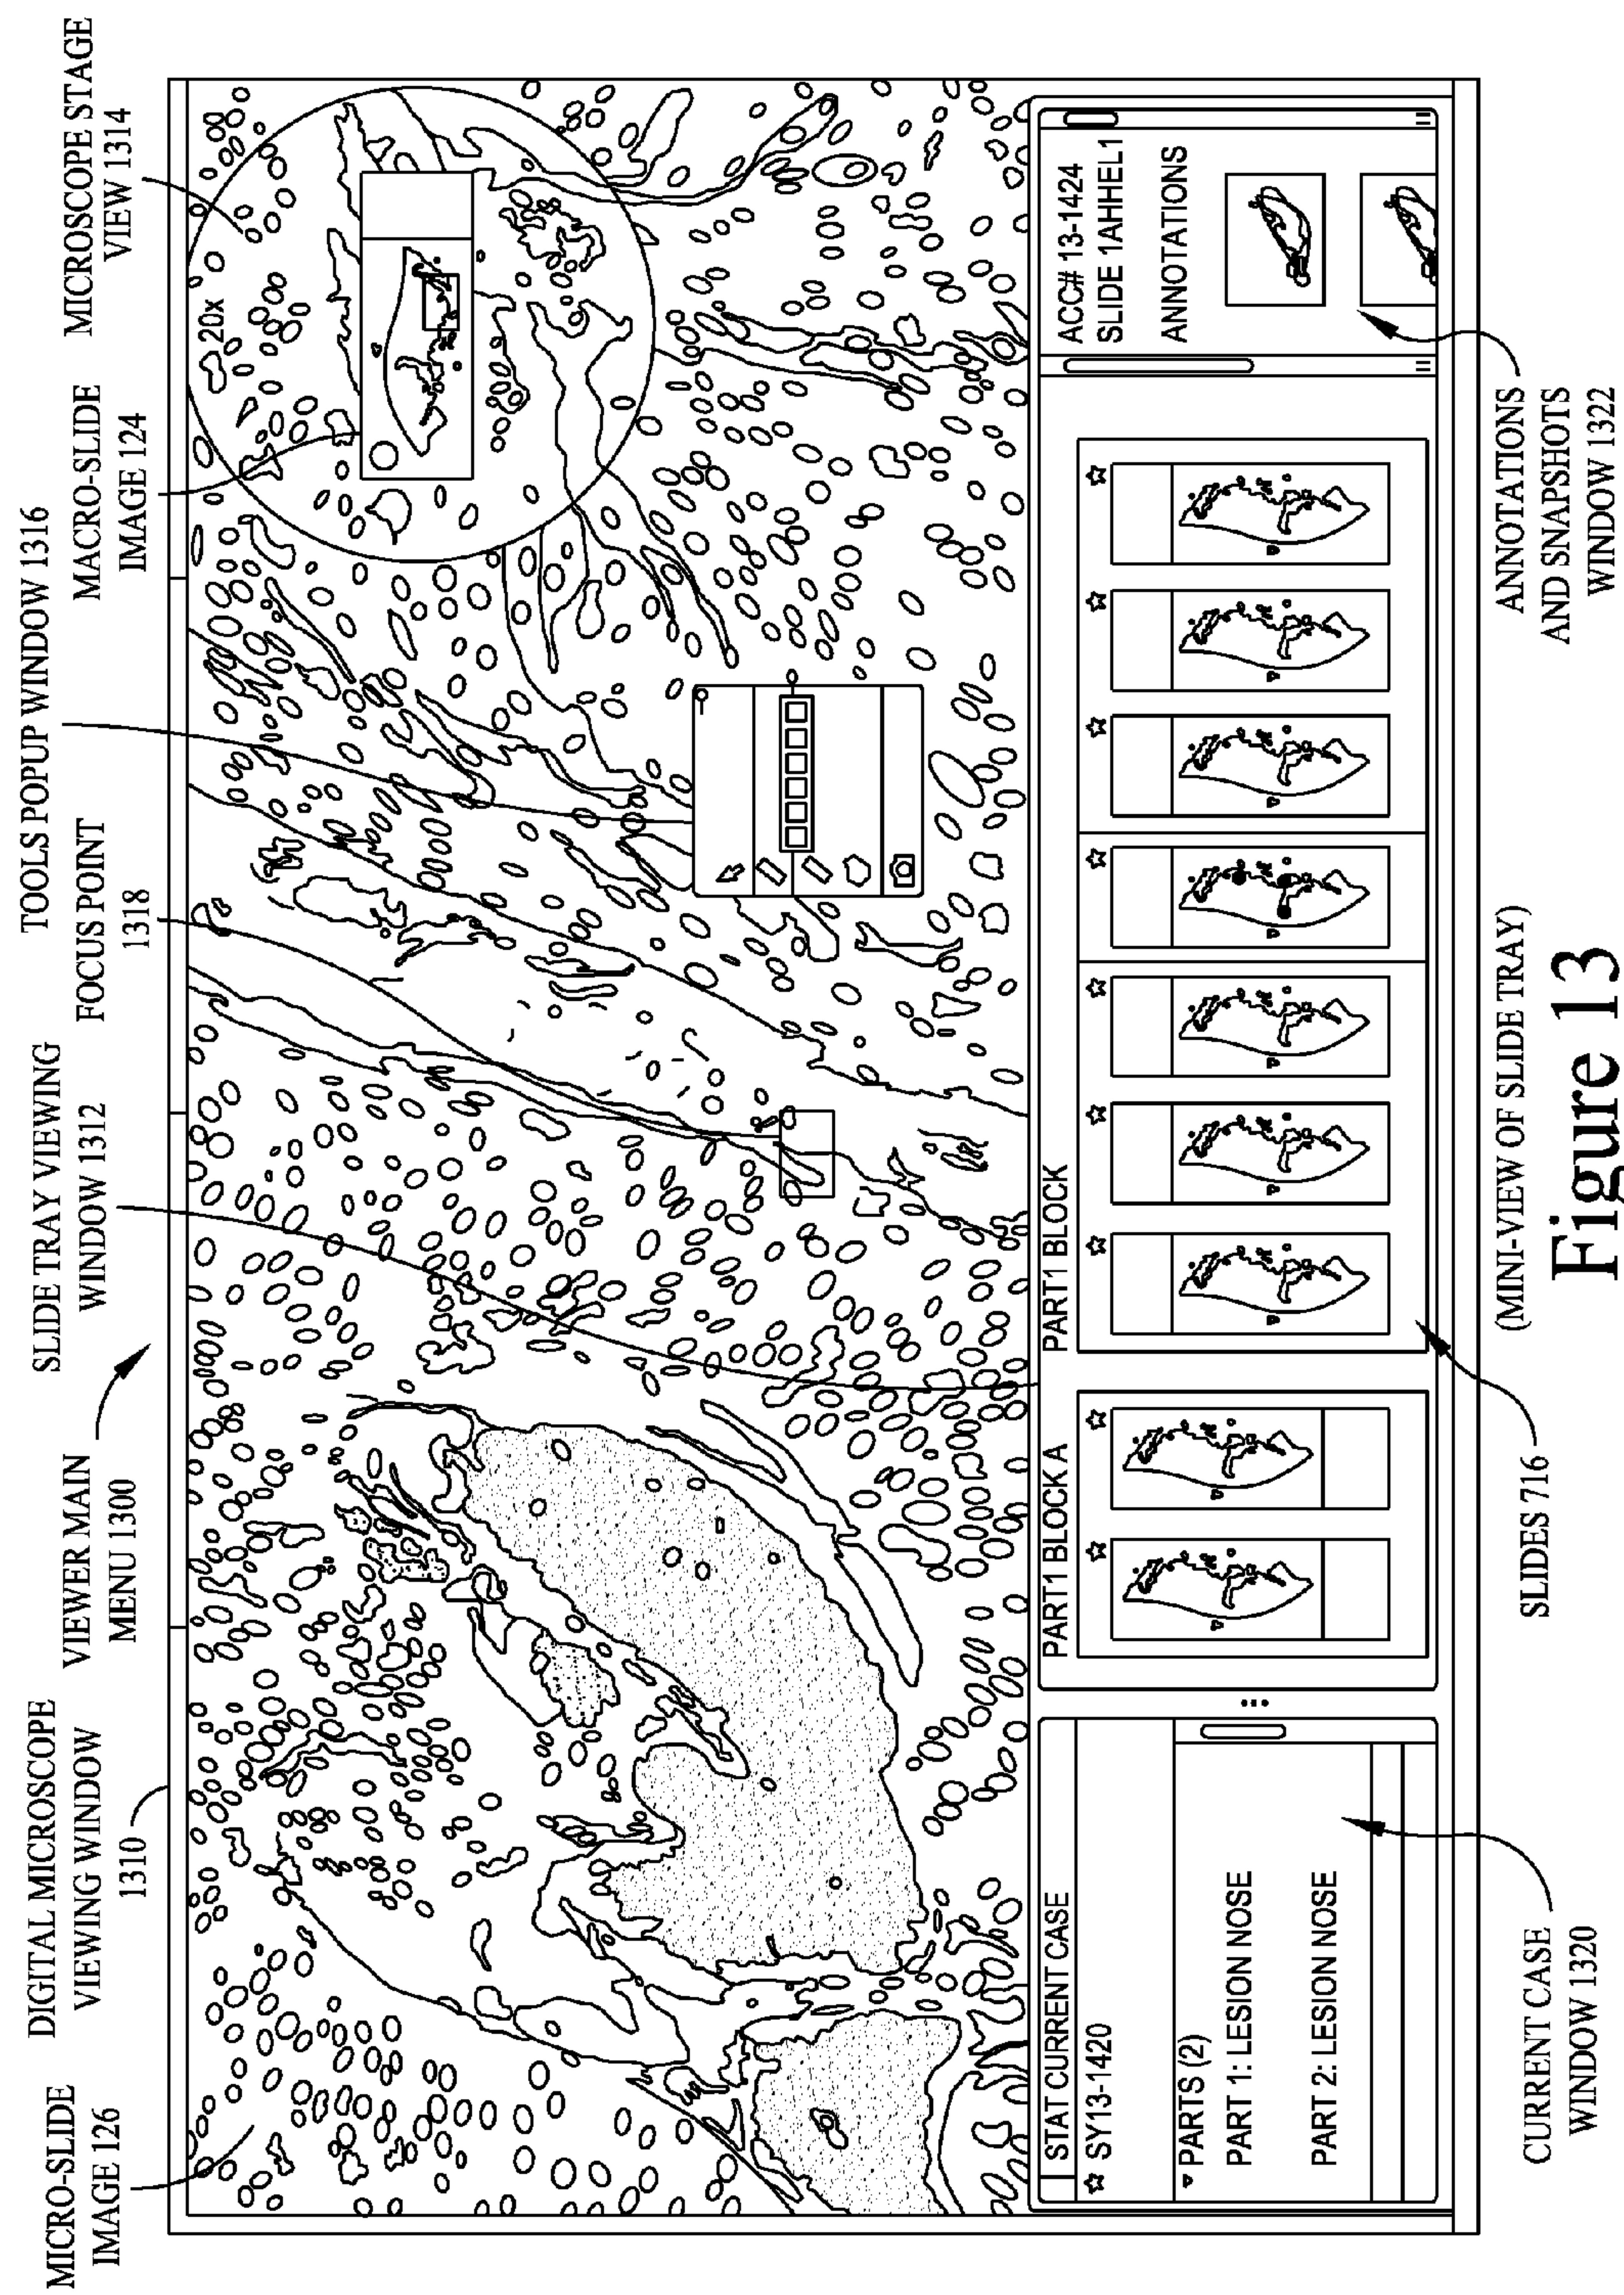 MICRO-SLIDE
IMAGE 126
DIGITAL MICROSCOPE
VIEWING WINDOW
1310
VIEWER MAIN
MENU 1300
SLIDE TRAY VIEWING
WINDOW 1312
FOCUS POINT
1318
TOOLS POPUP WINDOW 1316
MACRO-SLIDE
IMAGE 124
MICROSCOPE STAGE
VIEW 1314
20x
STAT CURRENT CASE
SY13-1420
PARTS (2)
PART 1: LESION NOSE
PART 2: LESION NOSE
PART1 BLOCK A
PART1 BLOCK
ACC# 13-1424
SLIDE 1AHHEL1
ANNOTATIONS
CURRENT CASE
WINDOW 1320
SLIDES 716
(MINI-VIEW OF SLIDE TRAY)
ANNOTATIONS
AND SNAPSHOTS
WINDOW 1322
Figure 13